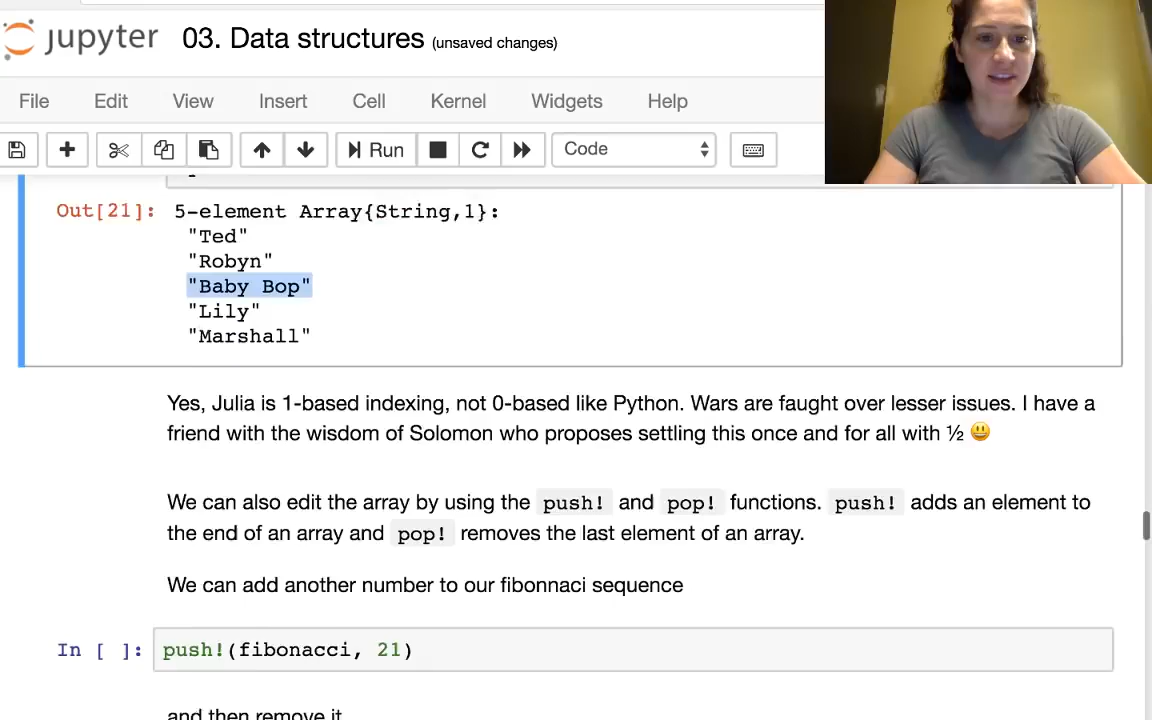 jupyter 03. Data structures (unsaved changes)
File Edit View Insert Cell Kernel Widgets Help
Run Code
Out[21]: 5-element Array{String,1}:
"Ted"
"Robyn"
"Baby Bop"
"Lily"
"Marshall"
Yes, Julia is 1-based indexing, not 0-based like Python. Wars are faught over lesser issues. I have a
friend with the wisdom of Solomon who proposes settling this once and for all with ½ 😃
We can also edit the array by using the push! and pop! functions. push! adds an element to
the end of an array and pop! removes the last element of an array.
We can add another number to our fibonnaci sequence
In [ ]: push!(fibonacci, 21)
and then remove it